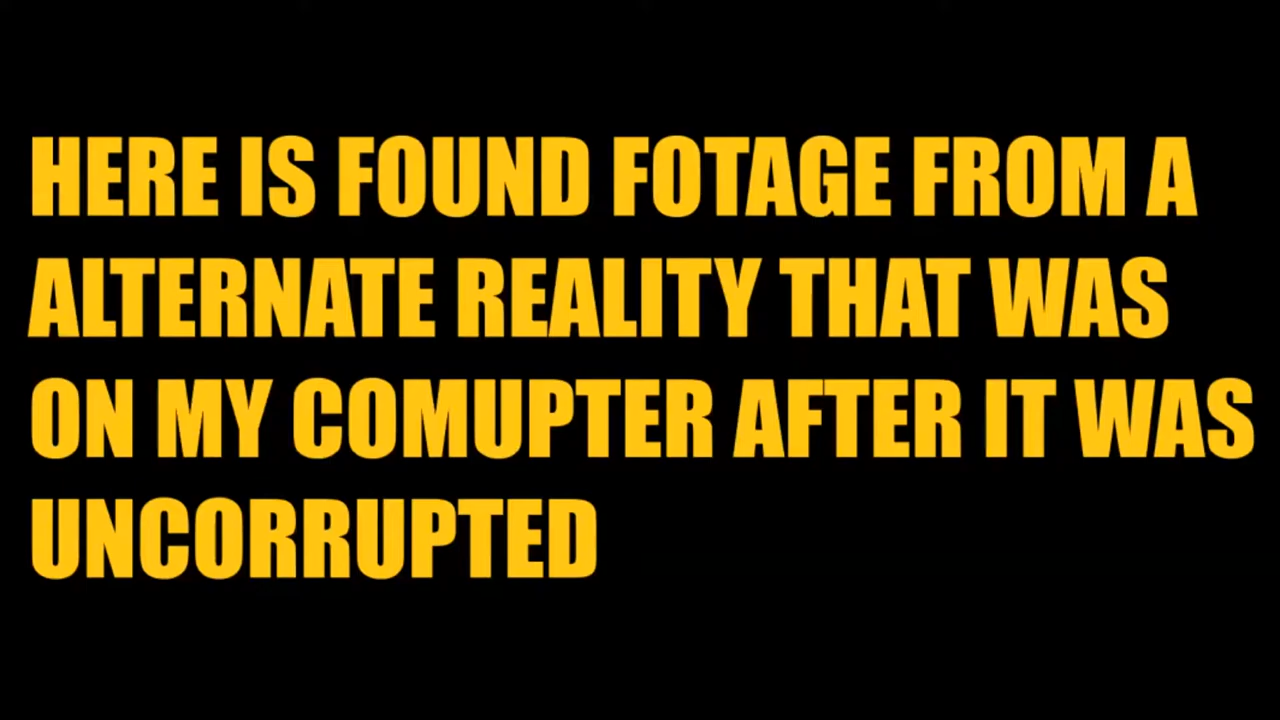 HERE IS FOUND FOTAGE FROM A
ALTERNATE REALITY THAT WAS
ON MY COMUPTER AFTER IT WAS
UNCORRUPTED